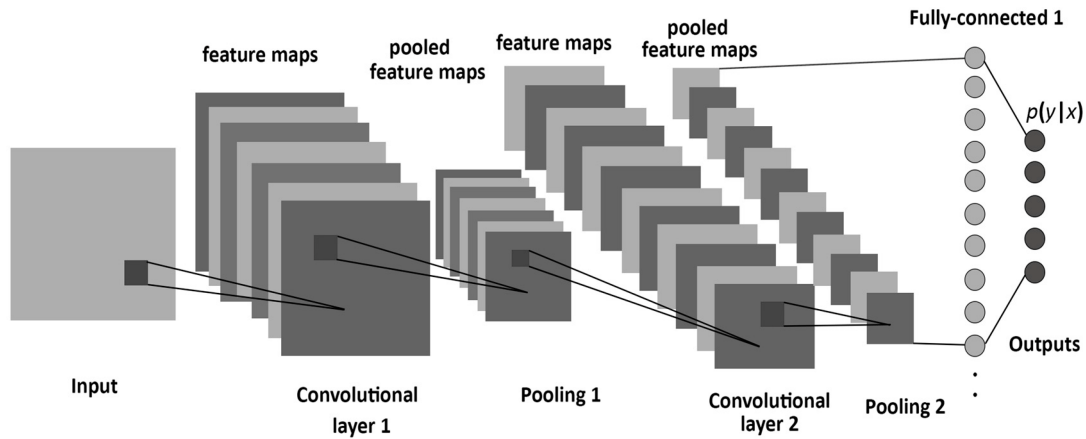 Fully-connected 1
feature maps
pooled
feature maps
feature maps
pooled
feature maps
p(y|x)
Input
Convolutional
layer 1
Pooling 1
Convolutional
layer 2
Pooling 2
Outputs